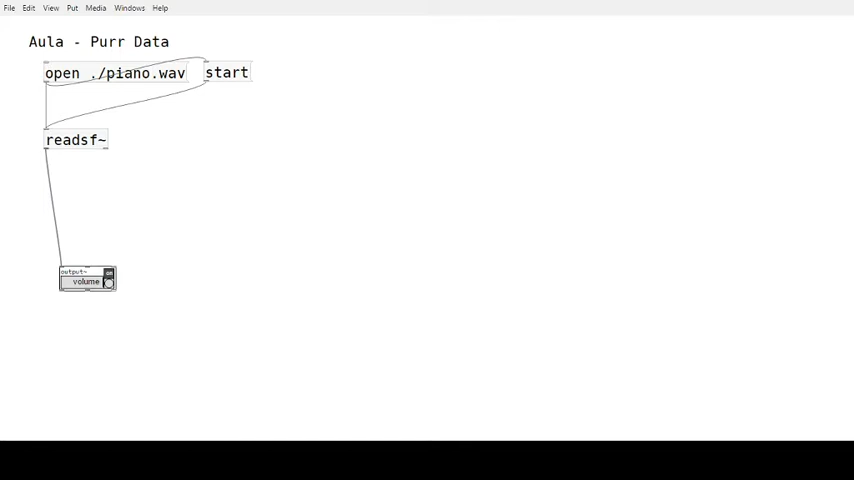 File Edit View Put Media Windows Help
Aula - Purr Data
open ./piano.wav start
readsf~
output~
volume